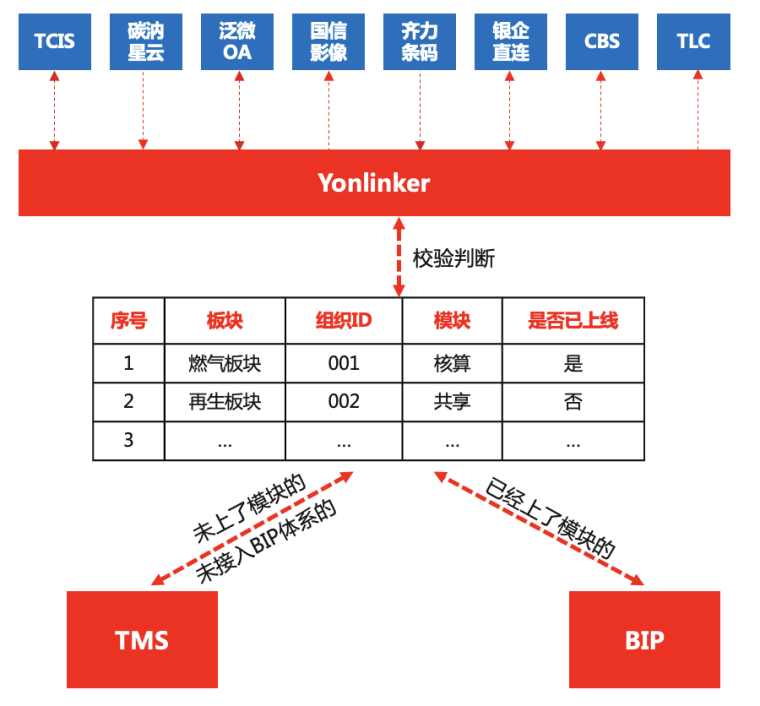 TCIS
碳讷
星云
泛微
OA
国信
影像
齐力
条码
银企
直连
CBS
TLC
Yonlinker
校验判断
序号 板块 组织ID 模块 是否已上线
1 燃气板块 001 核算 是
2 再生板块 002 共享 否
3 ... ... ... ...
未上了模块的
未接入BIP体系的
已经上了模块的
TMS
BIP